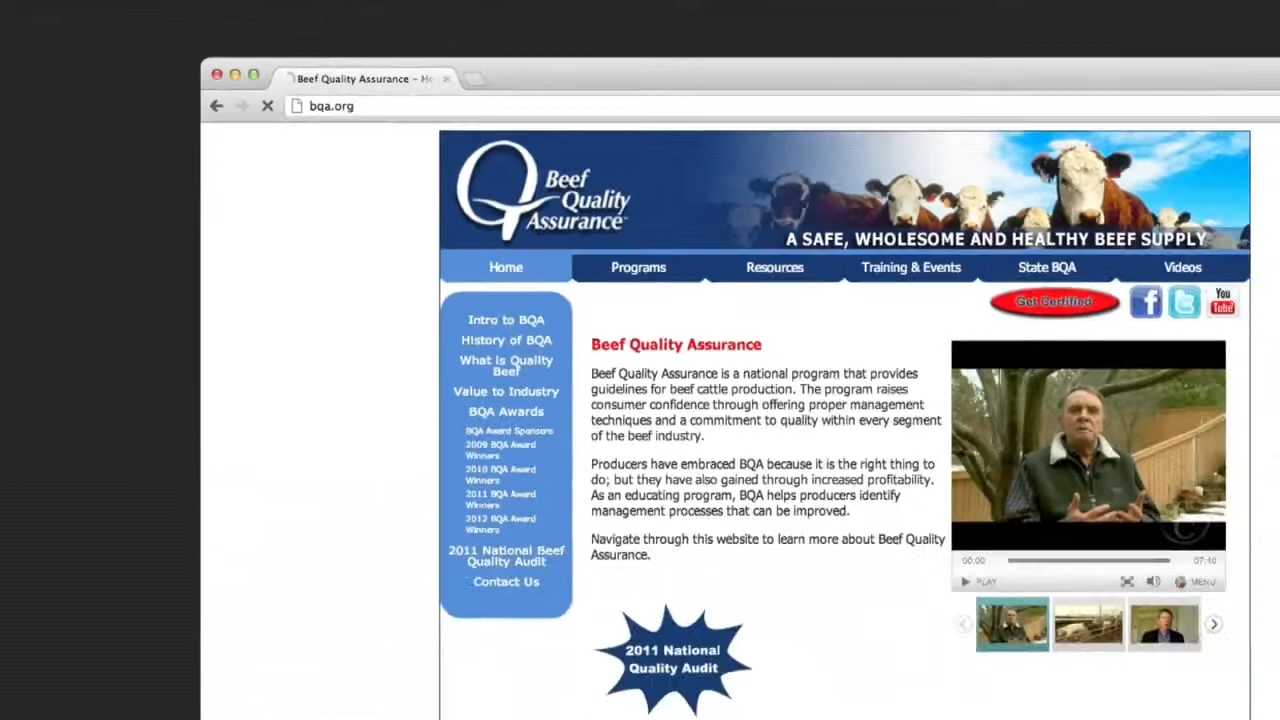 Beef Quality Assurance – Ho
bqa.org
Beef
Quality
Assurance
A SAFE, WHOLESOME AND HEALTHY BEEF SUPPLY
Home
Programs
Resources
Training & Events
State BQA
Videos
Get Certified
You
Tube
Intro to BQA
History of BQA
What is Quality
Beef
Value to Industry
BQA Awards
BQA Award Sponsors
2009 BQA Award
Winners
2010 BQA Award
Winners
2011 BQA Award
Winners
2012 BQA Award
Winners
2011 National Beef
Quality Audit
Contact Us
Beef Quality Assurance
Beef Quality Assurance is a national program that provides
guidelines for beef cattle production. The program raises
consumer confidence through offering proper management
techniques and a commitment to quality within every segment
of the beef industry.
Producers have embraced BQA because it is the right thing to
do; but they have also gained through increased profitability.
As an educating program, BQA helps producers identify
management processes that can be improved.
Navigate through this website to learn more about Beef Quality
Assurance.
00:00
07:46
PLAY
MENU
2011 National
Quality Audit